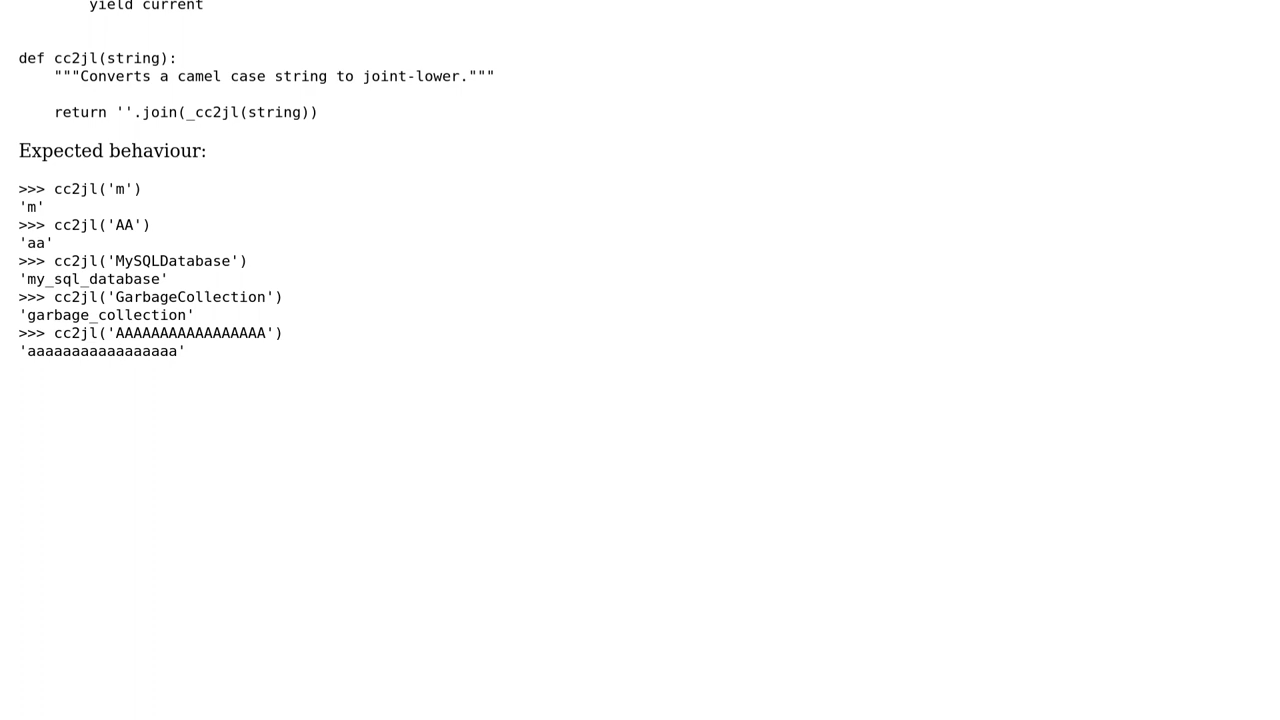 yield current
def cc2jl(string):
"""Converts a camel case string to joint-lower."""
return ''.join(_cc2jl(string))
Expected behaviour:
>>> cc2jl('m')
'm'
>>> cc2jl('AA')
'aa'
>>> cc2jl('MySQLDatabase')
'my_sql_database'
>>> cc2jl('GarbageCollection')
'garbage_collection'
>>> cc2jl('AAAAAAAAAAAAAAAAA')
'aaaaaaaaaaaaaaaaa'